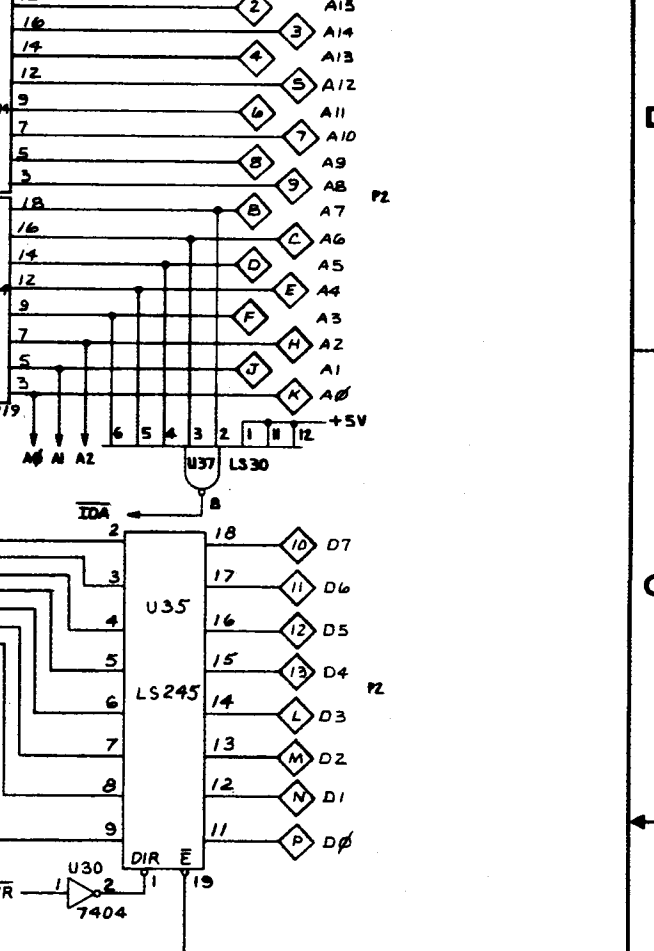 2 A15
16 3 A14
14 4 A13
12 5 A12
9 6 A11
7 7 A10
5 8 A9
3 9 A8
P2
18 B A7
16 C A6
14 D A5
12 E A4
9 F A3
7 H A2
5 J A1
3 K AØ
+5V
6 5 4 3 2 1 11 12
AØ A1 A2
U37 LS30
8
IDA
2 18 10 D7
3 17 11 D6
U35
4 16 12 D5
5 15 13 D4
LS245
P2
6 14 L D3
7 13 M D2
8 12 N D1
9 11 P DØ
DIR E
U30
1 2 1 19
7404